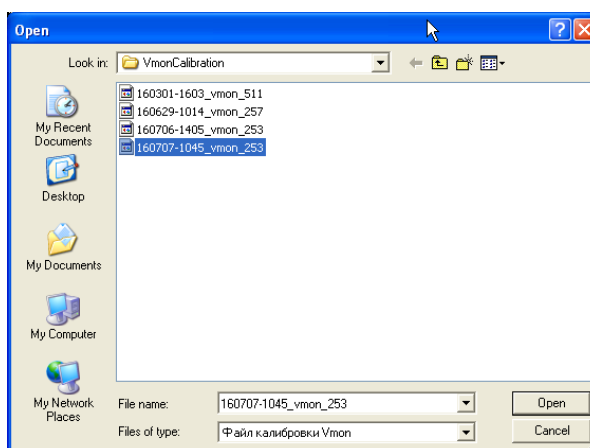 Open
Look in:
VmonCalibration
160301-1603_vmon_511
160629-1014_vmon_257
160706-1405_vmon_253
160707-1045_vmon_253
My Recent
Documents
Desktop
My Documents
My Computer
My Network
Places
File name:
160707-1045_vmon_253
Open
Files of type:
Файл калибровки Vmon
Cancel